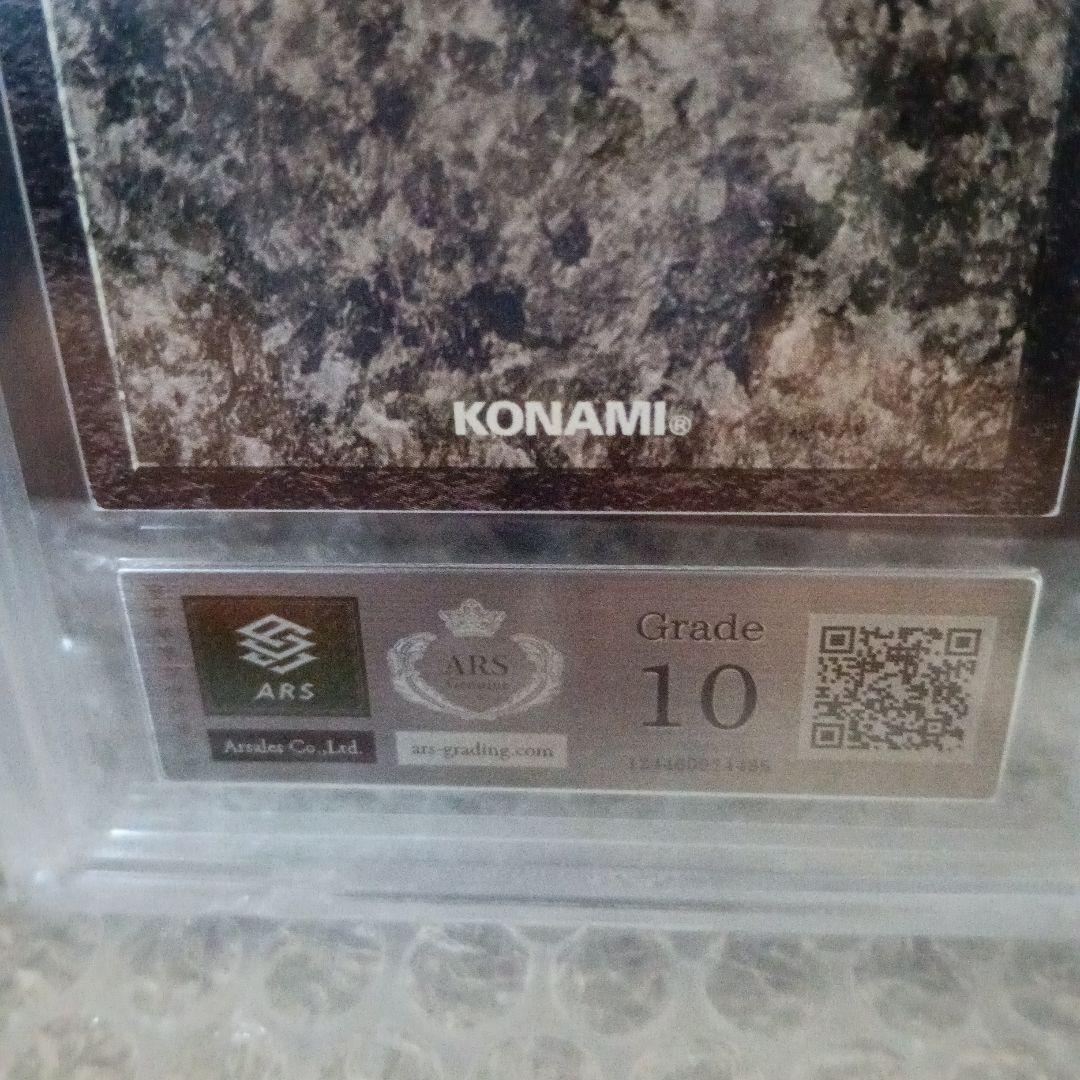 KONAMI®
ARS
Arsales Co.,Ltd.
ARS
ars-grading.com
Grade
10